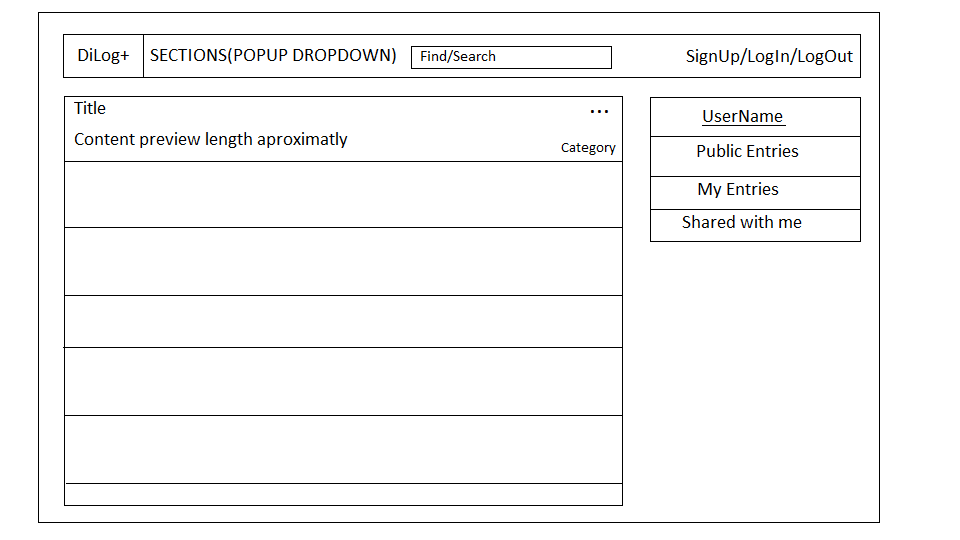 DiLog+
SECTIONS(POPUP DROPDOWN)
Find/Search
SignUp/LogIn/LogOut
Title
...
Content preview length aproximatly
Category
UserName
Public Entries
My Entries
Shared with me